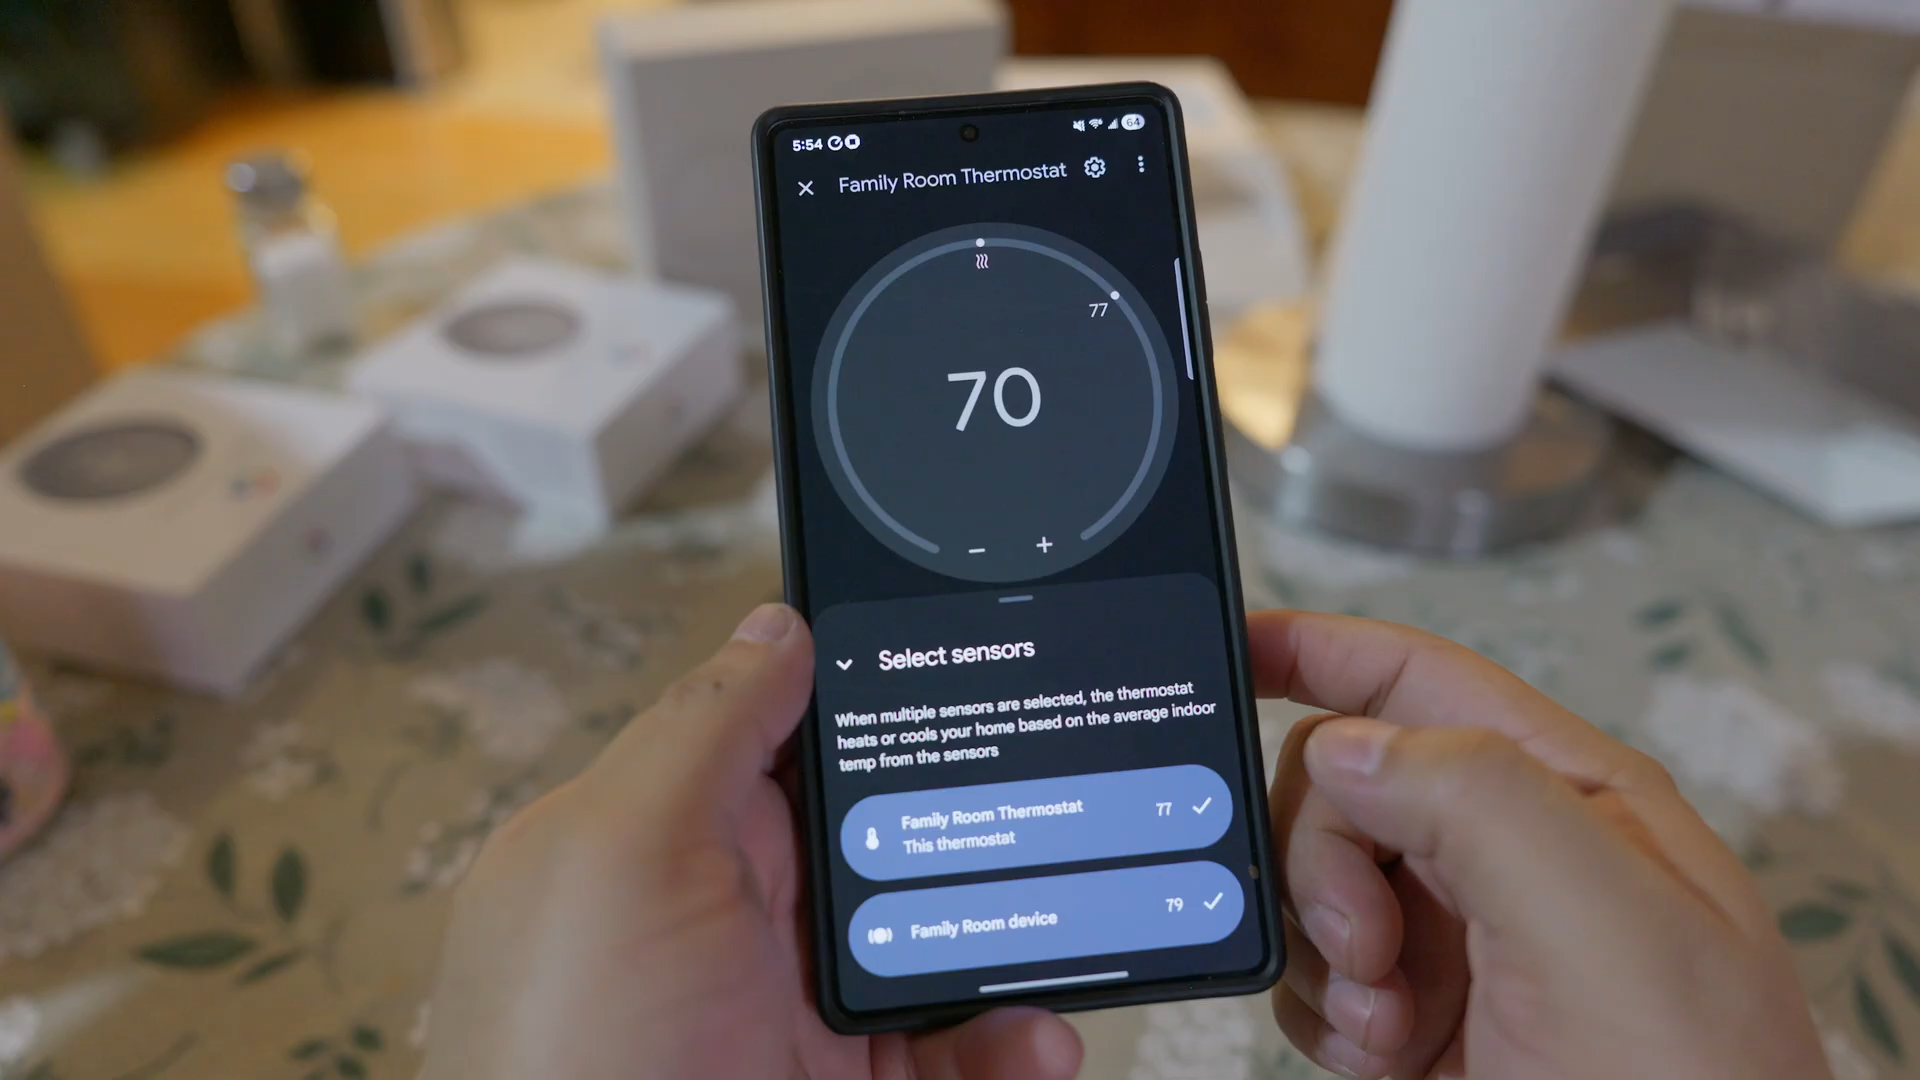 5:54
64
Family Room Thermostat
77
70
Select sensors
When multiple sensors are selected, the thermostat
heats or cools your home based on the average indoor
temp from the sensors
Family Room Thermostat
77
This thermostat
Family Room device
79